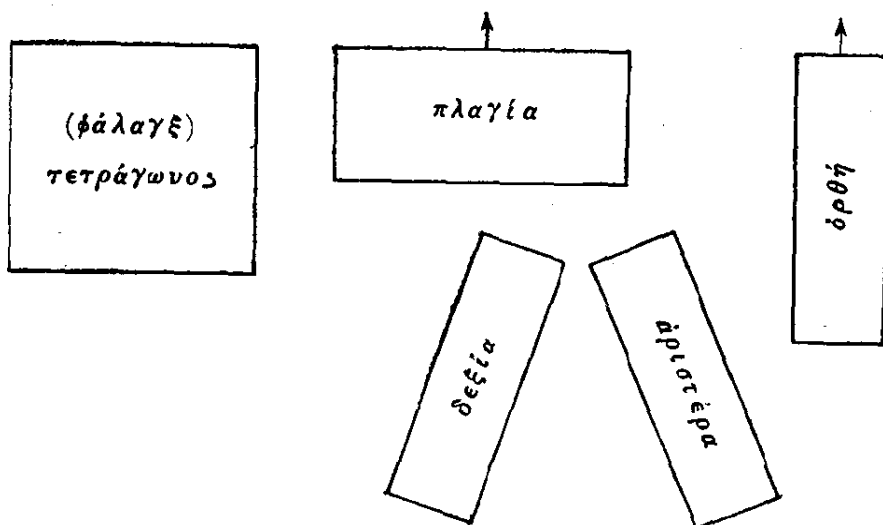 (φάλαγξ)
τετράγωνος
πλαγία
ὀρθή
δεξία
ἀριστέρα